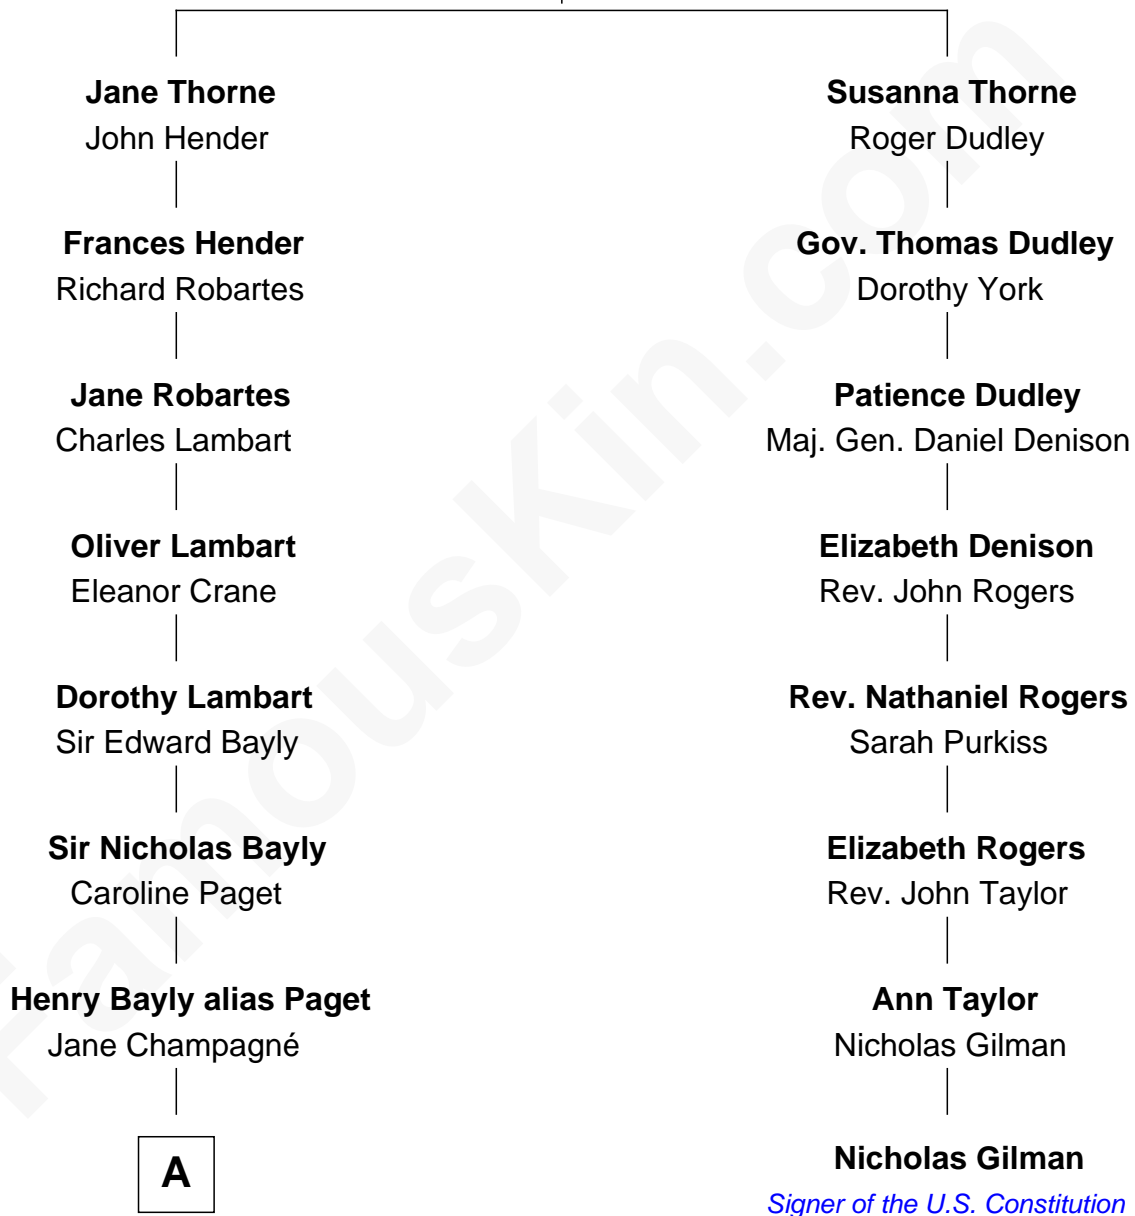 Jane Thorne
John Hender
Frances Hender
Richard Robartes
Jane Robartes
Charles Lambart
Oliver Lambart
Eleanor Crane
Dorothy Lambart
Sir Edward Bayly
Sir Nicholas Bayly
Caroline Paget
Henry Bayly alias Paget
Jane Champagné
A
Susanna Thorne
Roger Dudley
Gov. Thomas Dudley
Dorothy York
Patience Dudley
Maj. Gen. Daniel Denison
Elizabeth Denison
Rev. John Rogers
Rev. Nathaniel Rogers
Sarah Purkiss
Elizabeth Rogers
Rev. John Taylor
Ann Taylor
Nicholas Gilman
Nicholas Gilman
Signer of the U.S. Constitution
FamousKin.com